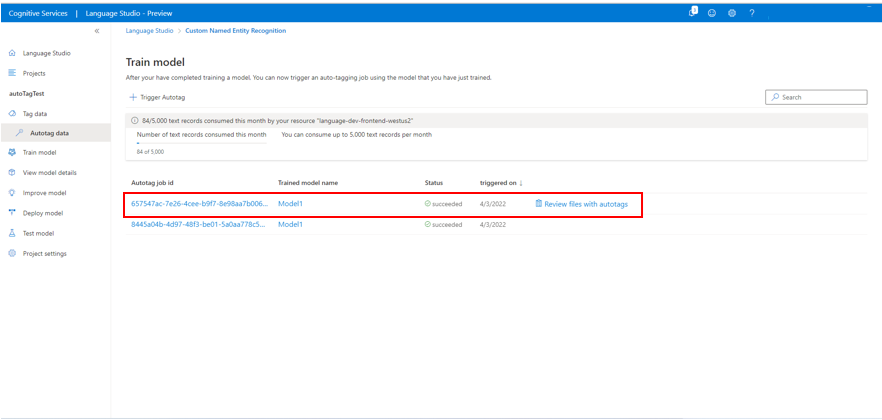 Cognitive Services | Language Studio - Preview
1
?
«
Language Studio > Custom Named Entity Recognition
Language Studio
Projects
autoTagTest
Tag data
Autotag data
Train model
View model details
Improve model
Deploy model
Test model
Project settings
Train model
After your have completed training a model. You can now trigger an auto-tagging job using the model that you have just trained.
+ Trigger Autotag
Search
84/5,000 text records consumed this month by your resource "language-dev-frontend-westus2"
Number of text records consumed this month You can consume up to 5,000 text records per month
84 of 5,000
Autotag job id Trained model name Status triggered on ↓
657547ac-7e26-4cee-b9f7-8e98aa7b006... Model1 succeeded 4/3/2022 Review files with autotags
8445a04b-4d97-48f3-be01-5a0aa778c5... Model1 succeeded 4/3/2022